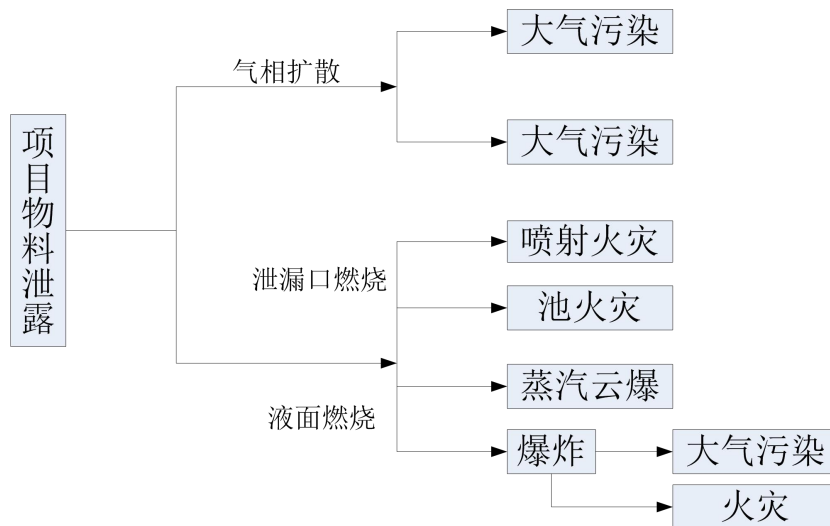 项目物料泄露
气相扩散
大气污染
大气污染
泄漏口燃烧
液面燃烧
喷射火灾
池火灾
蒸汽云爆
爆炸
大气污染
火灾